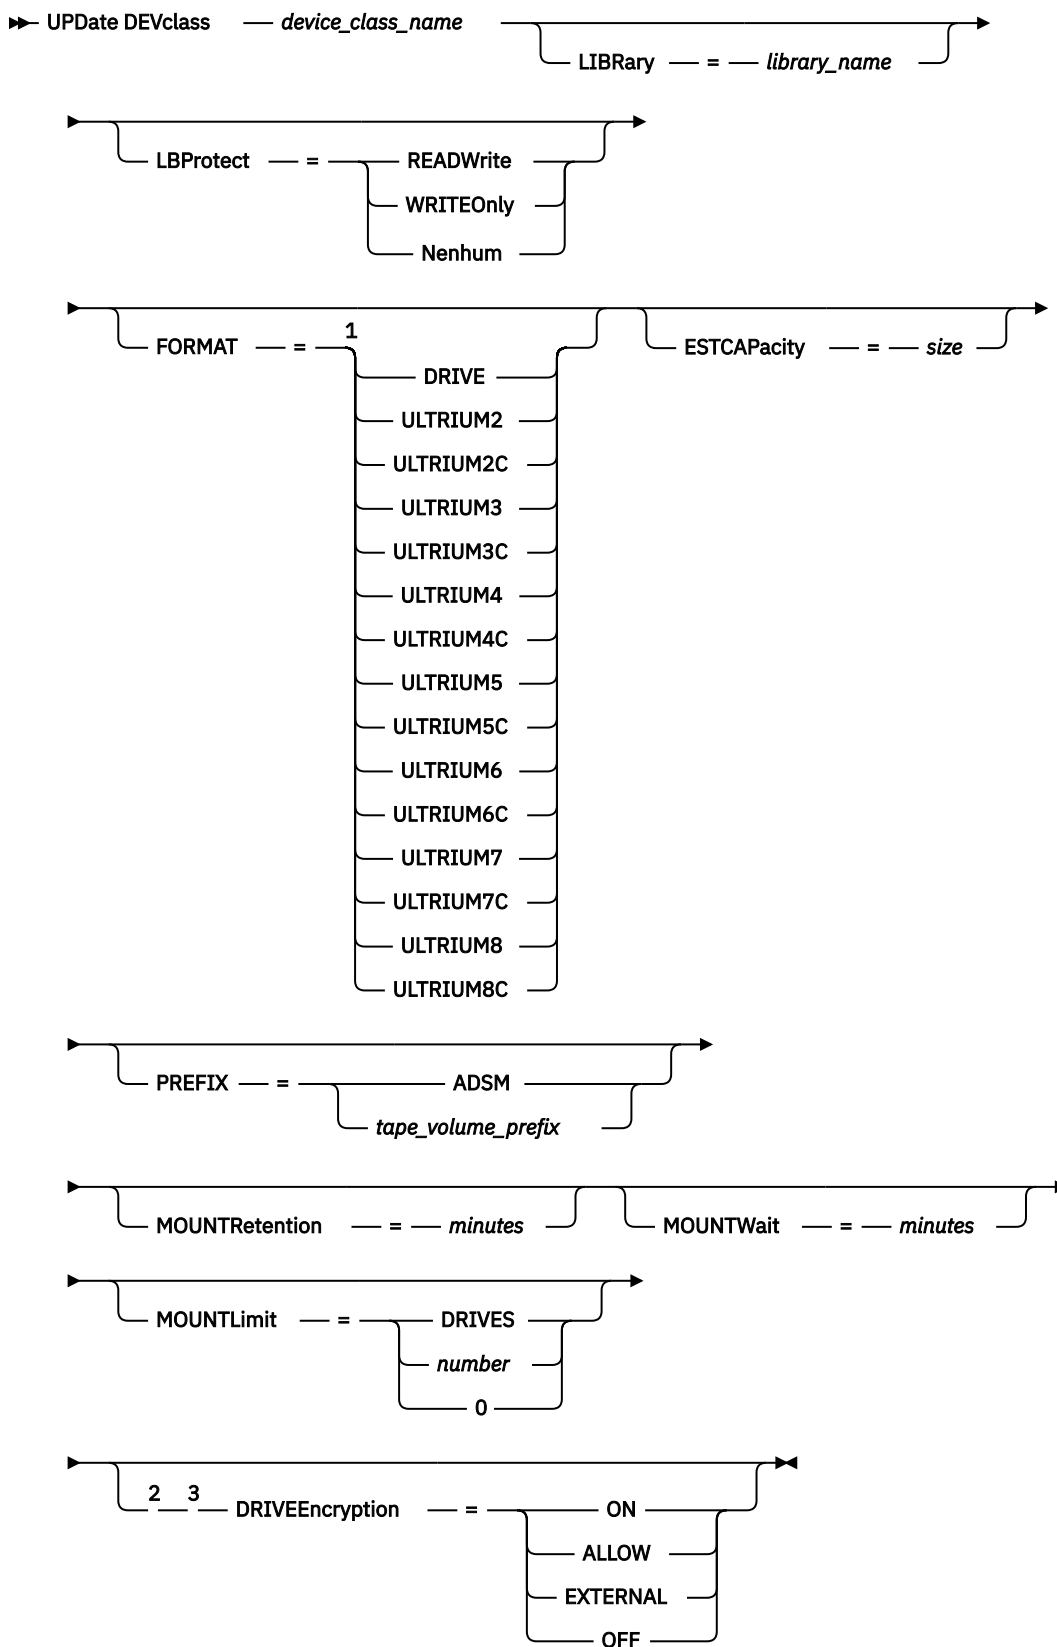 UPDate DEVclass device_class_name
LIBRary = library_name
LBProtect = READWrite
WRITEOnly
Nenhum
FORMAT = 1
DRIVE
ESTCAPacity = size
ULTRIUM2
ULTRIUM2C
ULTRIUM3
ULTRIUM3C
ULTRIUM4
ULTRIUM4C
ULTRIUM5
ULTRIUM5C
ULTRIUM6
ULTRIUM6C
ULTRIUM7
ULTRIUM7C
ULTRIUM8
ULTRIUM8C
PREFIX = ADSM
tape_volume_prefix
MOUNTRetention = minutes MOUNTWait = minutes
MOUNTLimit = DRIVES
number
0
2 3 DRIVEEncryption = ON
ALLOW
EXTERNAL
OFF